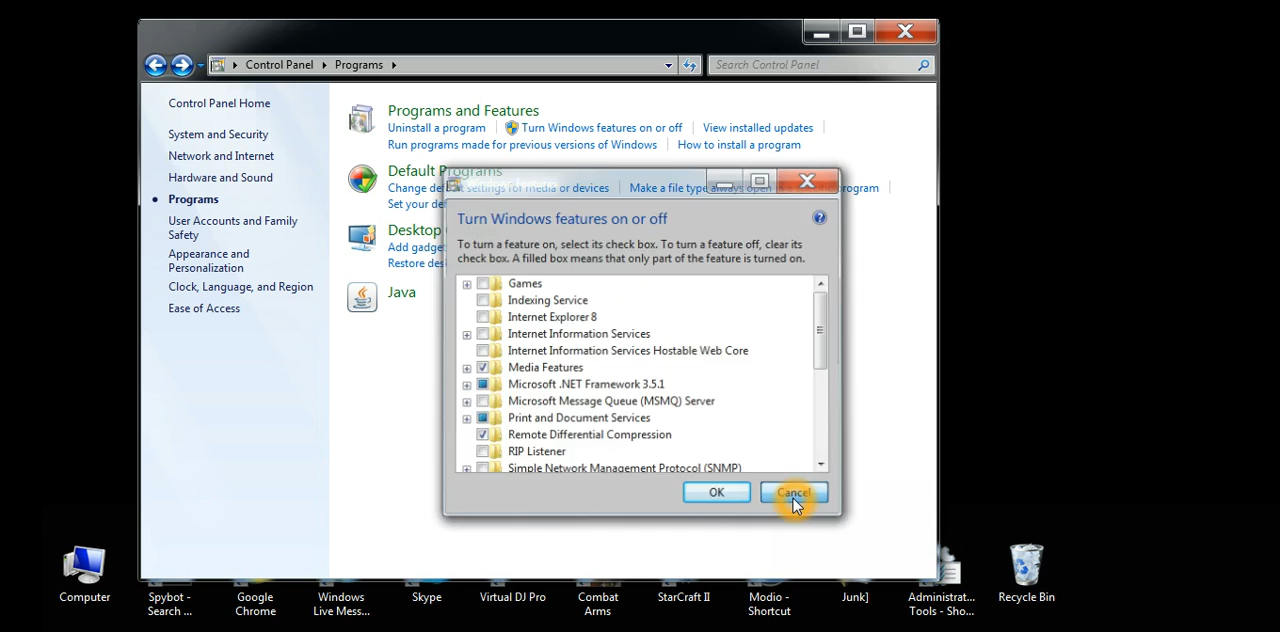 Control Panel
Programs
Search Control Panel
Control Panel Home
System and Security
Network and Internet
Hardware and Sound
Programs
User Accounts and Family
Safety
Appearance and
Personalization
Clock, Language, and Region
Ease of Access
Programs and Features
Uninstall a program
Turn Windows features on or off
View installed updates
Run programs made for previous versions of Windows
How to install a program
Default Programs
Change default settings for media or devices
Make a file type always open
program
Set your def
Desktop
Add gadge
Restore des
Java
Turn Windows features on or off
To turn a feature on, select its check box. To turn a feature off, clear its
check box. A filled box means that only part of the feature is turned on.
Games
Indexing Service
Internet Explorer 8
Internet Information Services
Internet Information Services Hostable Web Core
Media Features
Microsoft .NET Framework 3.5.1
Microsoft Message Queue (MSMQ) Server
Print and Document Services
Remote Differential Compression
RIP Listener
Simple Network Management Protocol (SNMP)
OK
Cancel
Computer
Spybot -
Search ...
Google
Chrome
Windows
Live Mess...
Skype
Virtual DJ Pro
Combat
Arms
StarCraft II
Modio -
Shortcut
Junk]
Administrat...
Tools - Sho...
Recycle Bin